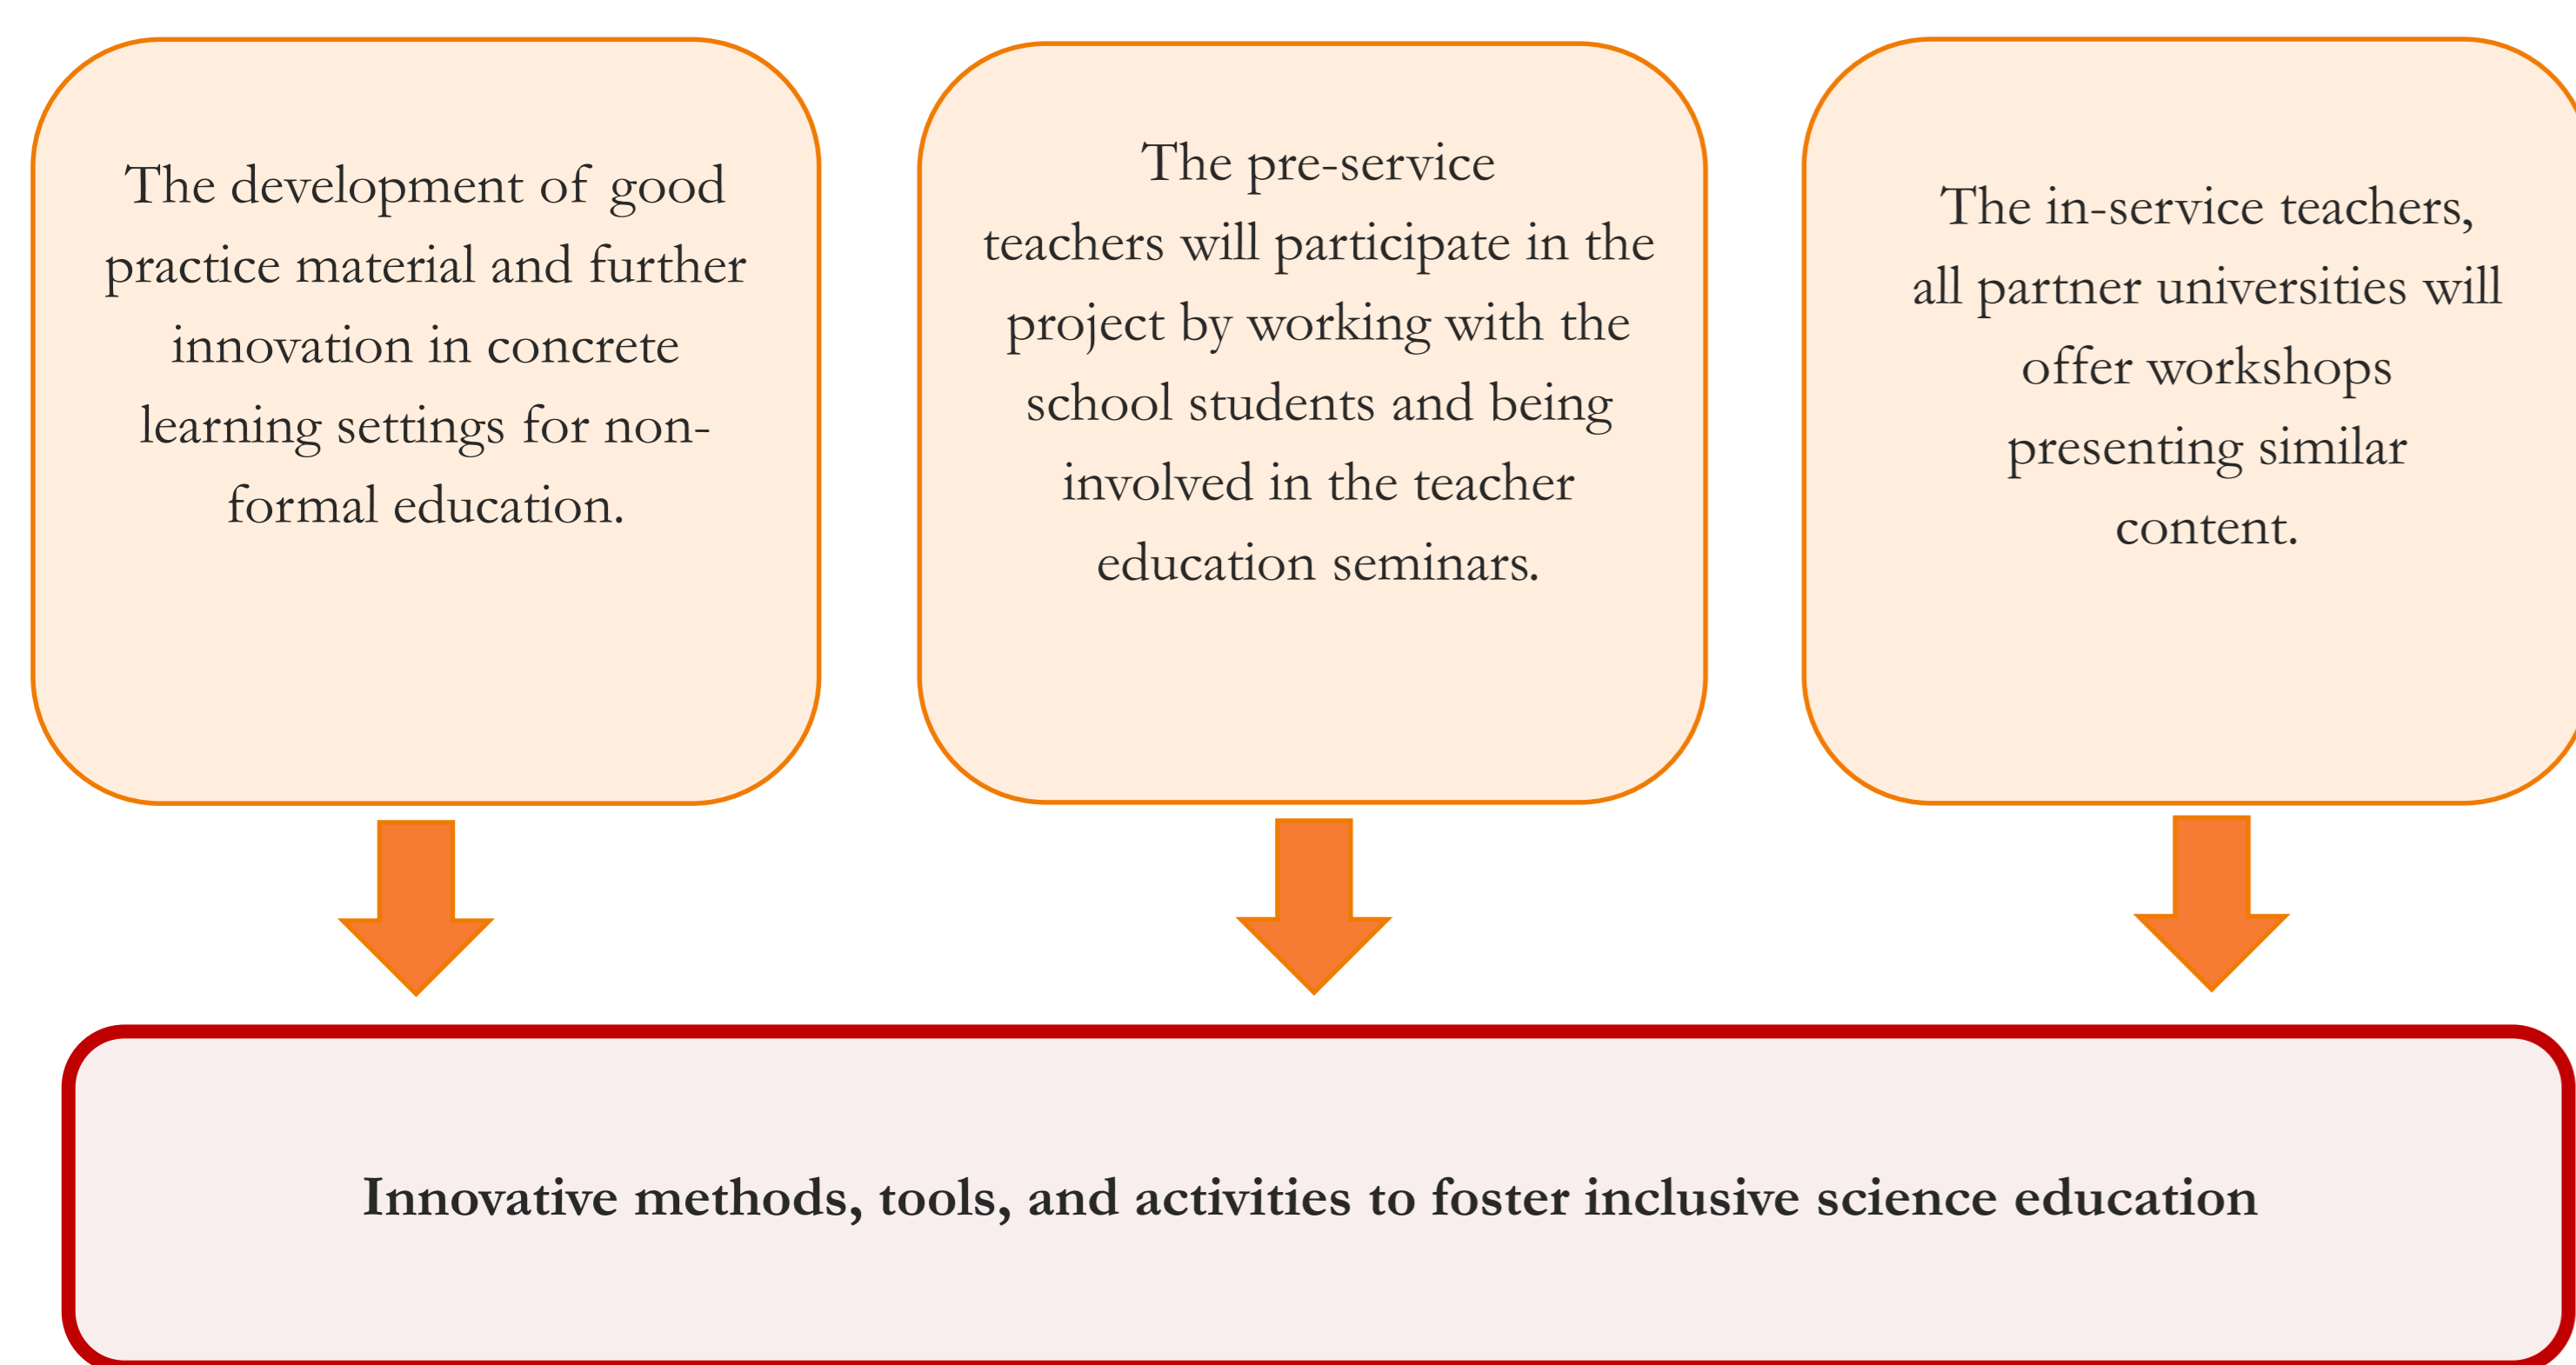 The development of good
practice material and further
innovation in concrete
learning settings for non-
formal education.
The pre-service
teachers will participate in the
project by working with the
school students and being
involved in the teacher
education seminars.
The in-service teachers,
all partner universities will
offer workshops
presenting similar
content.
Innovative methods, tools, and activities to foster inclusive science education